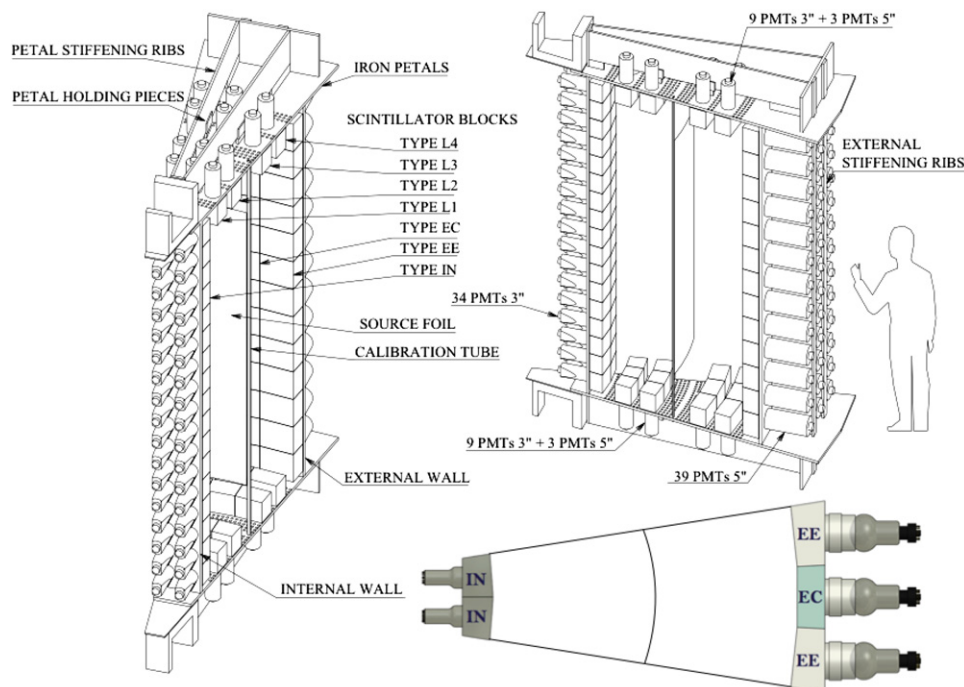 PETAL STIFFENING RIBS
PETAL HOLDING PIECES
IRON PETALS
SCINTILLATOR BLOCKS
TYPE L4
TYPE L3
TYPE L2
TYPE L1
TYPE EC
TYPE EE
TYPE IN
SOURCE FOIL
CALIBRATION TUBE
EXTERNAL WALL
INTERNAL WALL
9 PMTs 3" + 3 PMTs 5"
EXTERNAL
STIFFENING RIBS
34 PMTs 3"
9 PMTs 3" + 3 PMTs 5"
39 PMTs 5"
IN
IN
EE
EC
EE